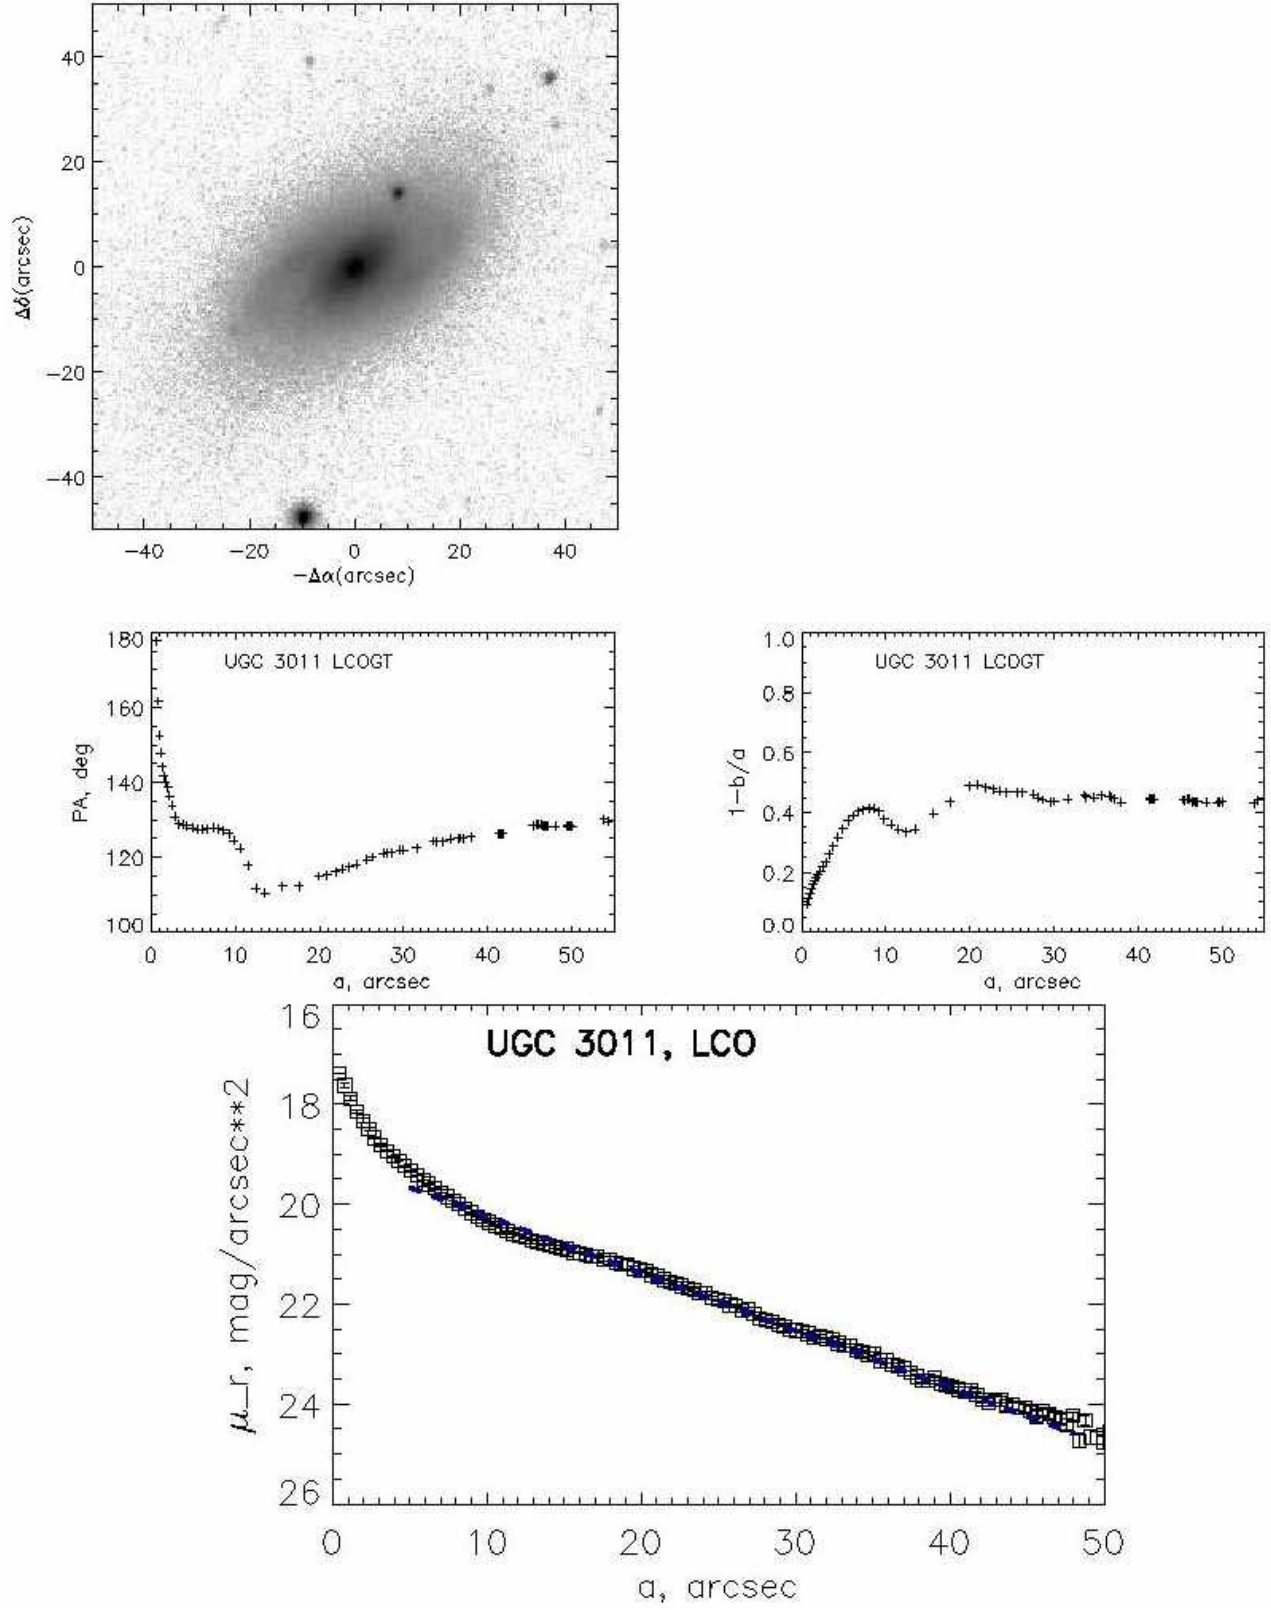 40
20
0
−20
−40
Δδ(arcsec)
−40 −20 0 20 40
−Δα(arcsec)
180
160
140
120
100
PA, deg
UGC 3011 LCOGT
0 10 20 30 40 50
a, arcsec
1.0
0.8
0.6
0.4
0.2
0.0
1−b/a
UGC 3011 LCOGT
0 10 20 30 40 50
a, arcsec
16
18
20
22
24
26
μ_r, mag/arcsec**2
UGC 3011, LCO
0 10 20 30 40 50
a, arcsec